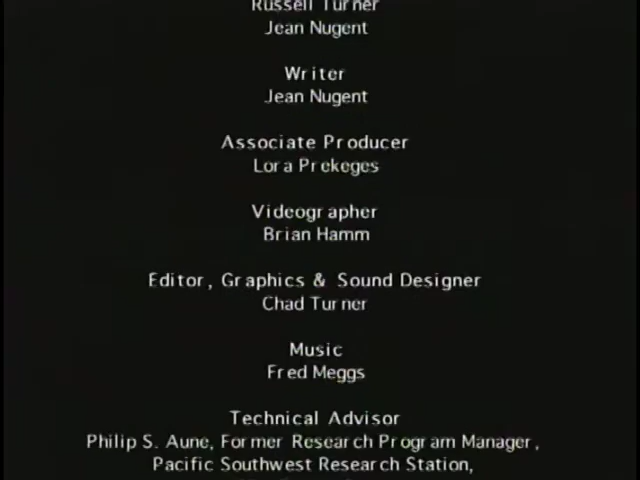 Russell Turner
Jean Nugent
Writer
Jean Nugent
Associate Producer
Lora Prekeges
Videographer
Brian Hamm
Editor, Graphics & Sound Designer
Chad Turner
Music
Fred Meggs
Technical Advisor
Philip S. Aune, Former Research Program Manager,
Pacific Southwest Research Station,